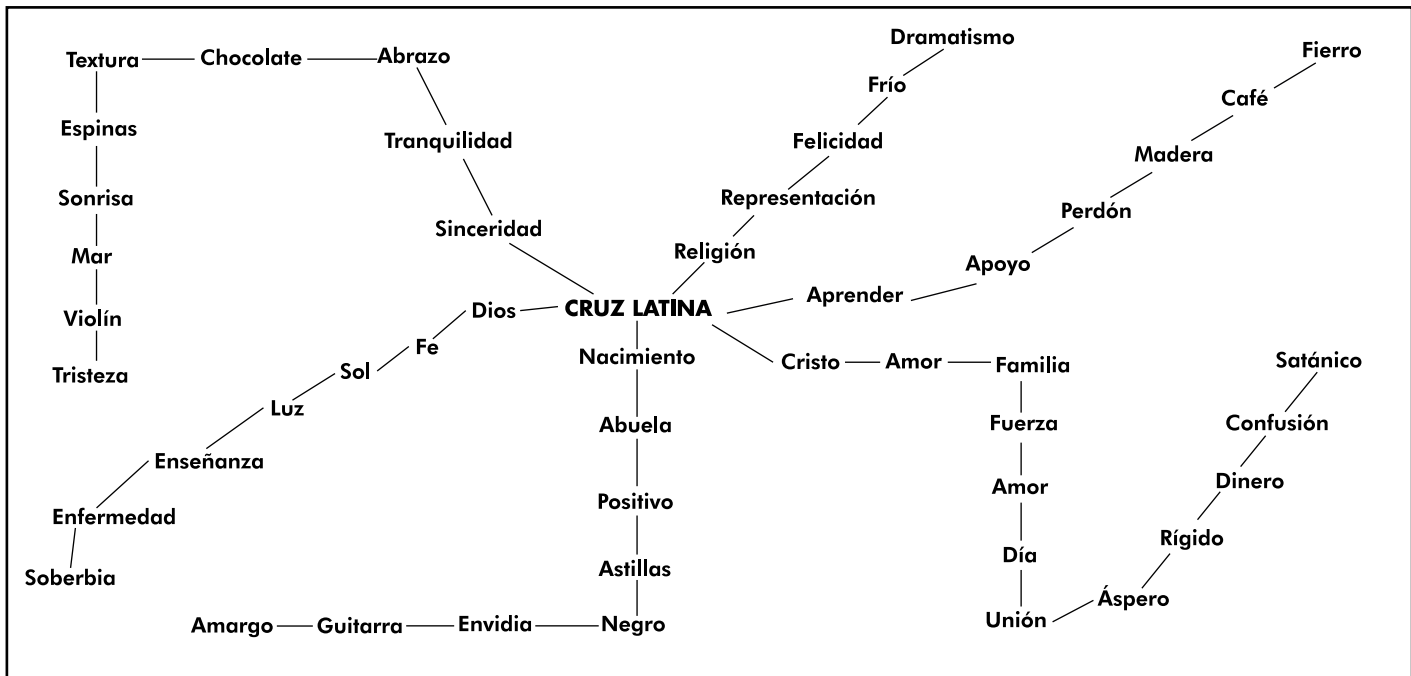 Dramatismo
Textura
Chocolate
Abrazo
Fierro
Frío
Café
Espinas
Tranquilidad
Felicidad
Madera
Sonrisa
Representación
Perdón
Sinceridad
Religión
Mar
Apoyo
Aprender
Dios
CRUZ LATINA
Violín
Fe
Nacimiento
Cristo
Amor
Familia
Satánico
Tristeza
Sol
Luz
Abuela
Fuerza
Confusión
Enseñanza
Amor
Dinero
Enfermedad
Positivo
Rígido
Día
Soberbia
Astillas
Áspero
Unión
Amargo
Guitarra
Envidia
Negro